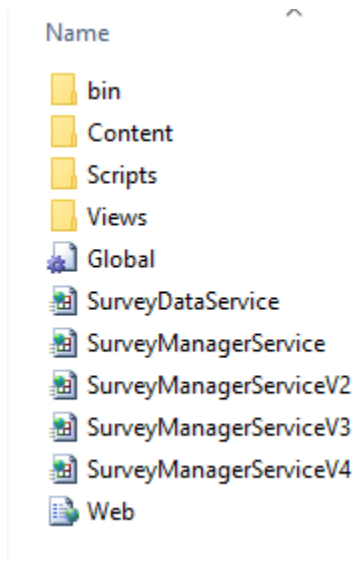 Name
bin
Content
Scripts
Views
Global
SurveyDataService
SurveyManagerService
SurveyManagerServiceV2
SurveyManagerServiceV3
SurveyManagerServiceV4
Web